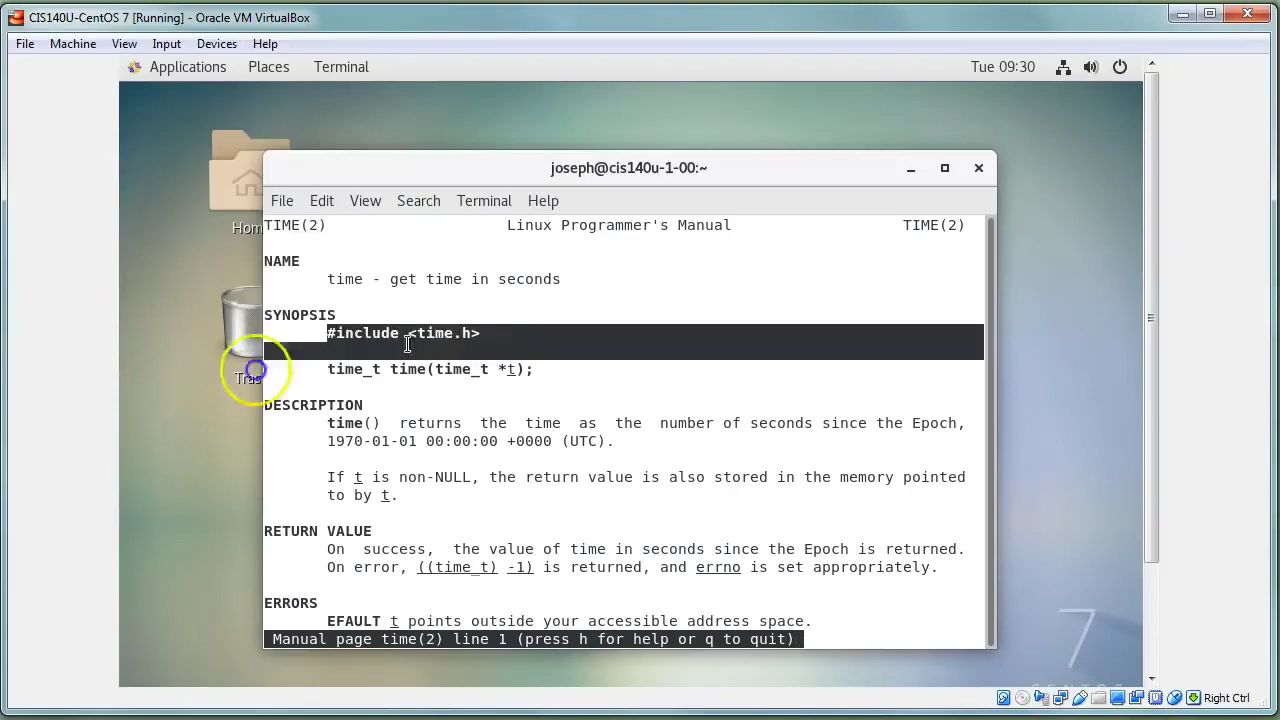 CIS140U-CentOS 7 [Running] - Oracle VM VirtualBox
File Machine View Input Devices Help
Applications Places Terminal Tue 09:30
Hom
Tras
joseph@cis140u-1-00:~
File Edit View Search Terminal Help
TIME(2) Linux Programmer's Manual TIME(2)
NAME
time - get time in seconds
SYNOPSIS
#include <time.h>
time_t time(time_t *t);
DESCRIPTION
time() returns the time as the number of seconds since the Epoch,
1970-01-01 00:00:00 +0000 (UTC).
If t is non-NULL, the return value is also stored in the memory pointed
to by t.
RETURN VALUE
On success, the value of time in seconds since the Epoch is returned.
On error, ((time_t) -1) is returned, and errno is set appropriately.
ERRORS
EFAULT t points outside your accessible address space.
Manual page time(2) line 1 (press h for help or q to quit)
7
CENTOS
Right Ctrl